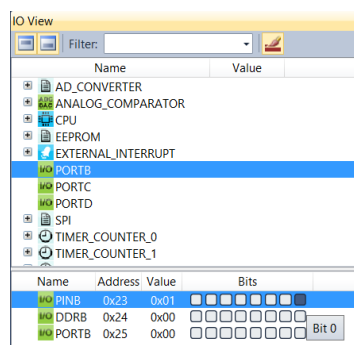 IO View
Filter:
Name Value
AD_CONVERTER
ANALOG_COMPARATOR
CPU
EEPROM
EXTERNAL_INTERRUPT
I/O PORTB
I/O PORTC
I/O PORTD
SPI
TIMER_COUNTER_0
TIMER_COUNTER_1
Name Address Value Bits
I/O PINB 0x23 0x01
I/O DDRB 0x24 0x00
I/O PORTB 0x25 0x00
Bit 0